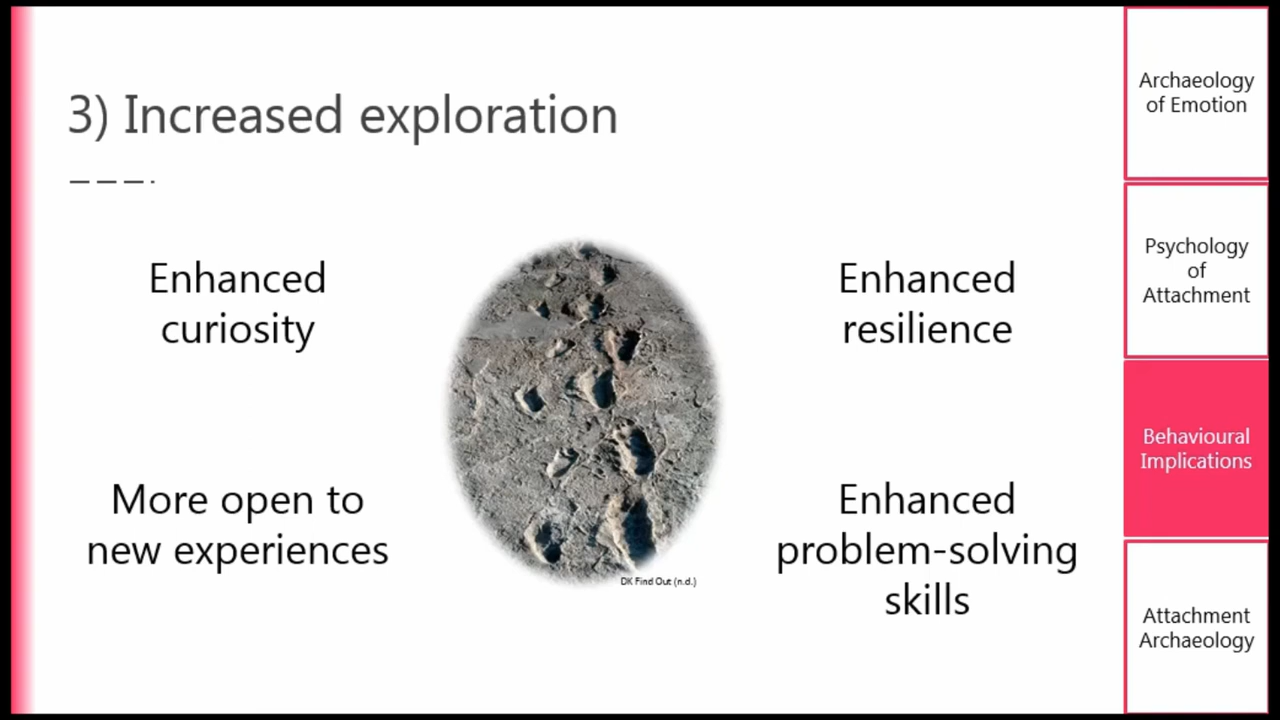 3) Increased exploration
Enhanced
curiosity
More open to
new experiences
Enhanced
resilience
Enhanced
problem-solving
skills
DK Find Out (n.d.)
Archaeology
of Emotion
Psychology
of
Attachment
Behavioural
Implications
Attachment
Archaeology